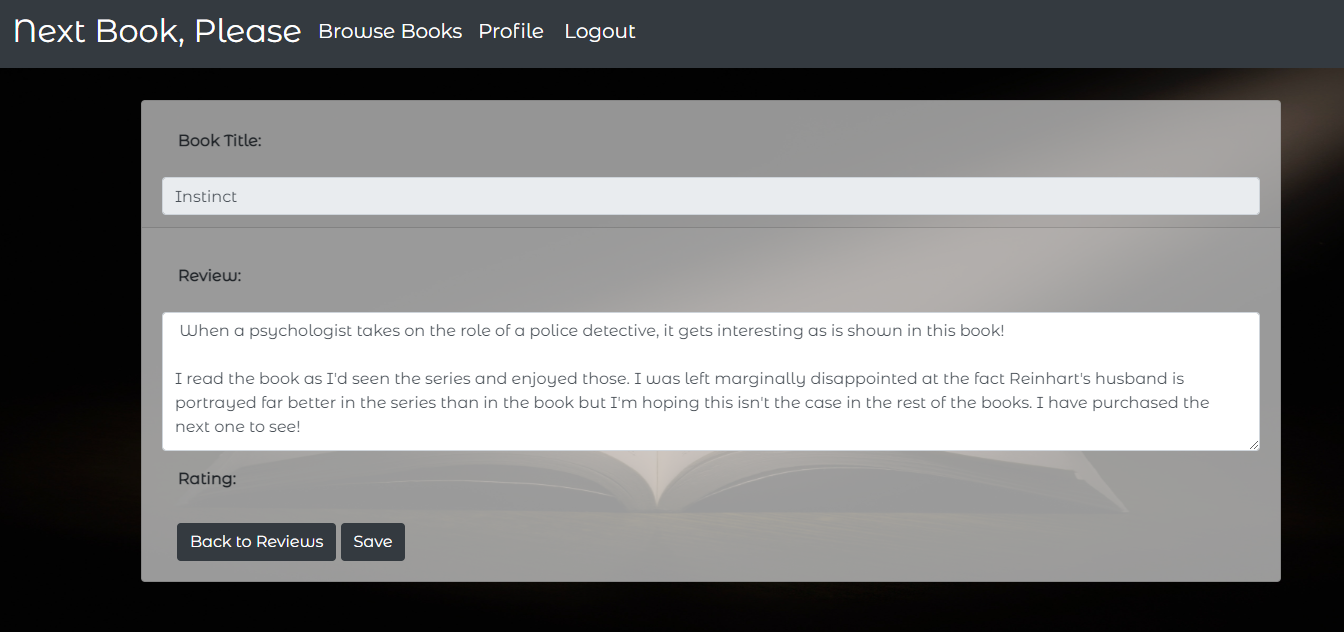 Next Book, Please Browse Books Profile Logout
Book Title:
Instinct
Review:
When a psychologist takes on the role of a police detective, it gets interesting as is shown in this book!
I read the book as I'd seen the series and enjoyed those. I was left marginally disappointed at the fact Reinhart's husband is
portrayed far better in the series than in the book but I'm hoping this isn't the case in the rest of the books. I have purchased the
next one to see!
Rating:
Back to Reviews Save